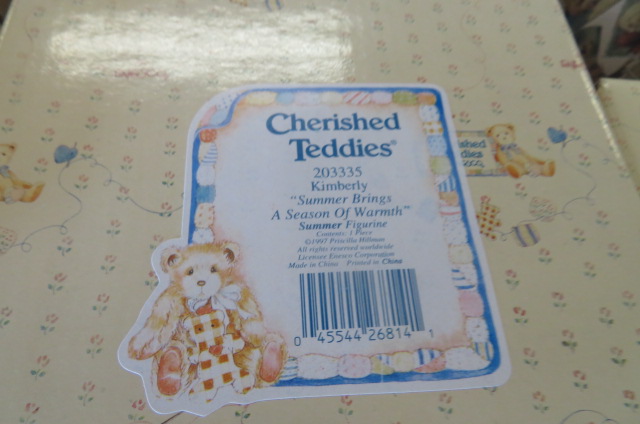 Cherished
Teddies®
203335
Kimberly
"Summer Brings
A Season Of Warmth"
Summer Figurine
Contents: 1 Piece
©1997 Priscilla Hillman
All rights reserved worldwide
Licensee Enesco Corporation
Made in China Printed in China
0 45544 26814 1